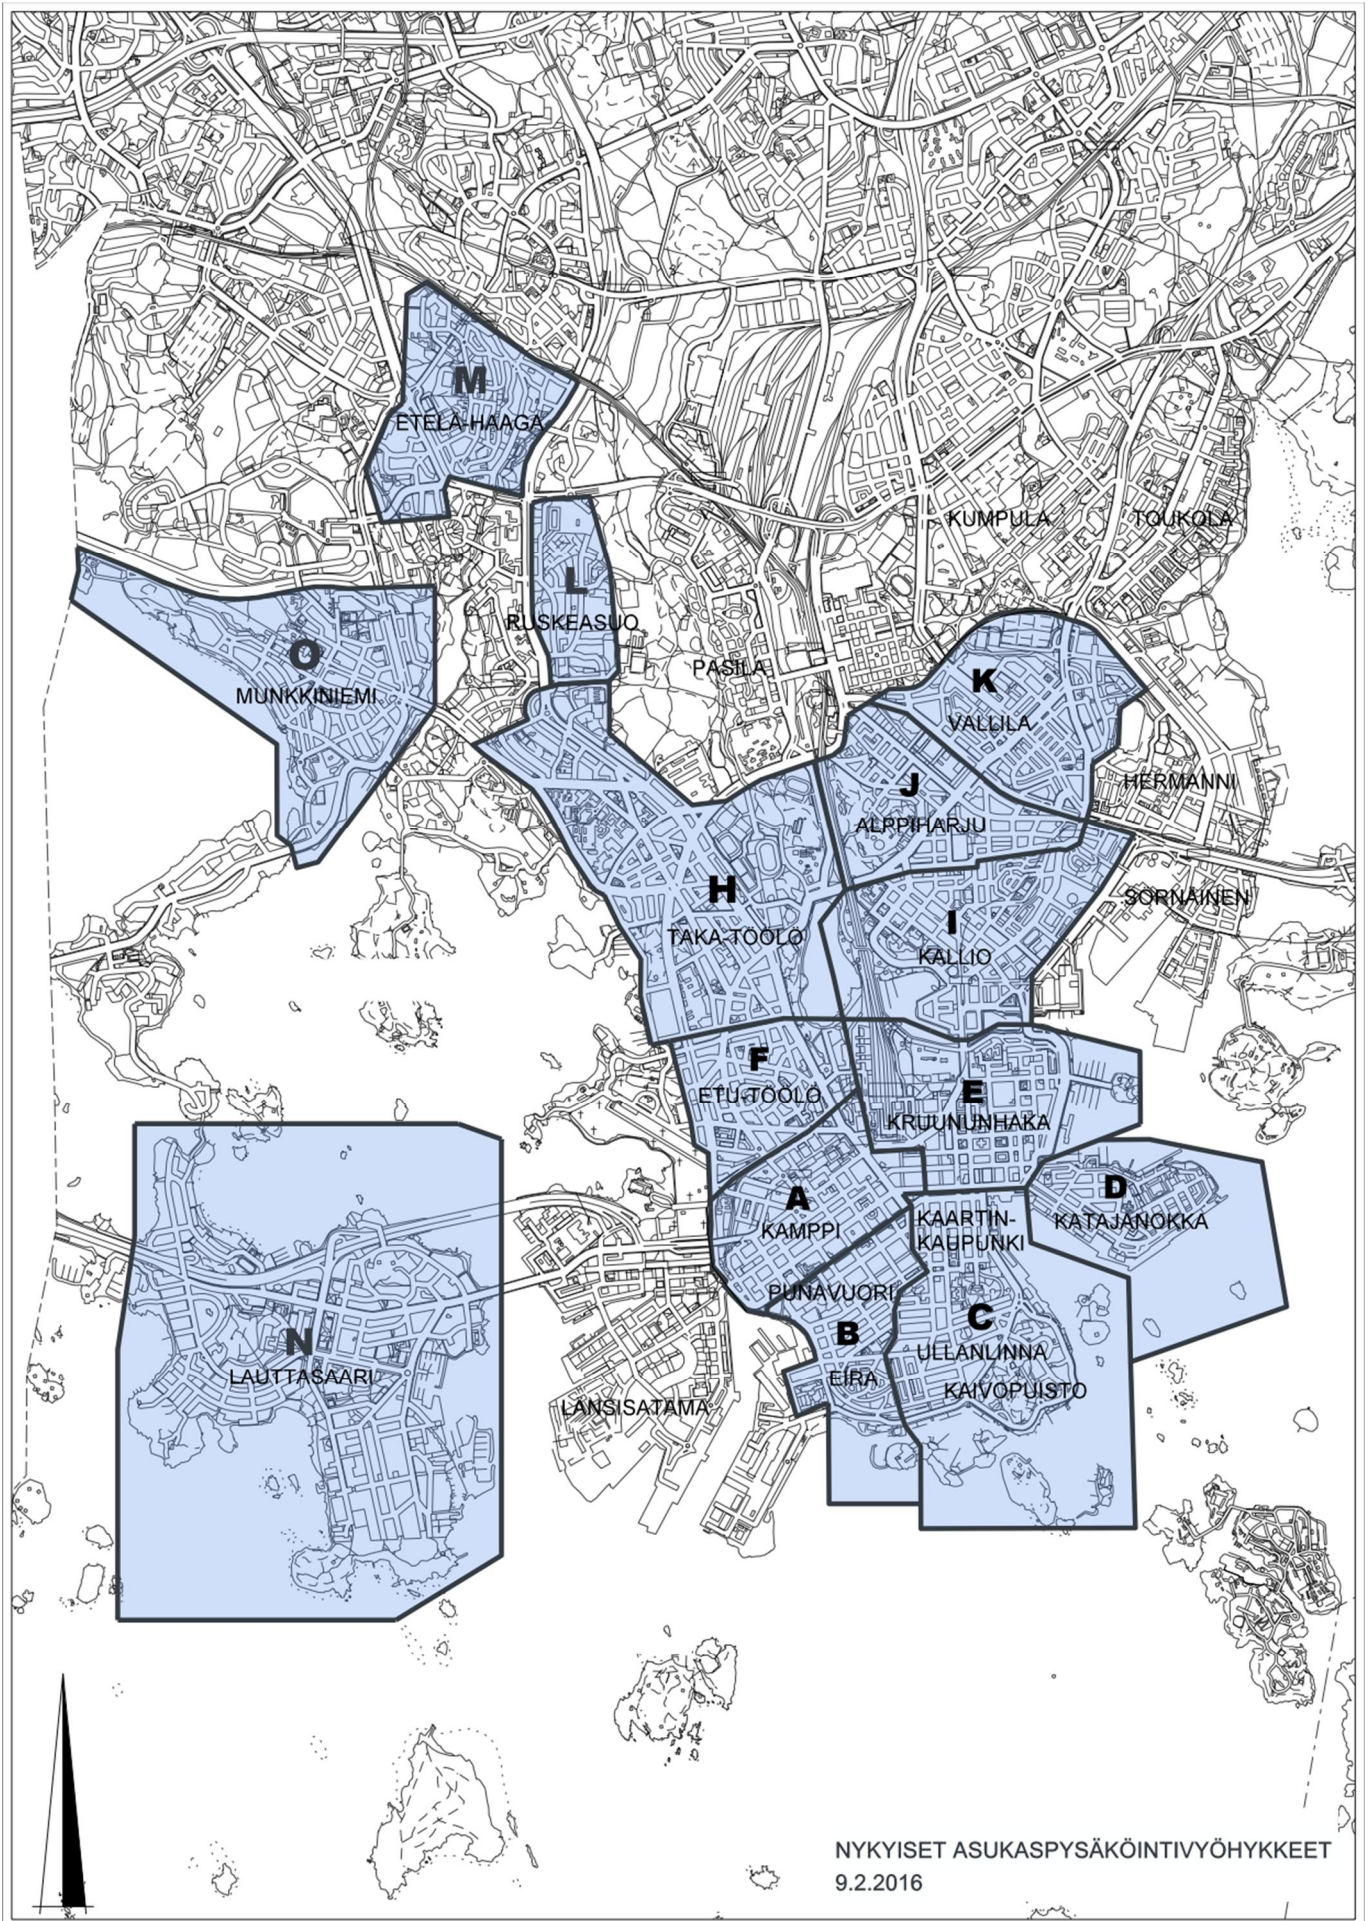 M
ETELÄ-HAAGA
KUMPULA
TOUKOLA
L
RUSKEASUO
O
MUNKKINIEMI
PASILA
K
VALLILA
J
ALPPIHARJU
HERMANNI
H
TAKA-TÖÖLÖ
I
KALLIO
SÖRNÄINEN
F
ETU-TÖÖLÖ
E
KRUUNUNHAKA
A
KAMPPI
D
KATAJANOKKA
KAARTIN-
KAUPUNKI
PUNAVUORI
B
EIRA
C
ULLANLINNA
KAIVOPUISTO
N
LAUTTASAARI
LÄNSISATAMA
NYKYISET ASUKASPYSÄKÖINTIVYÖHYKKEET
9.2.2016